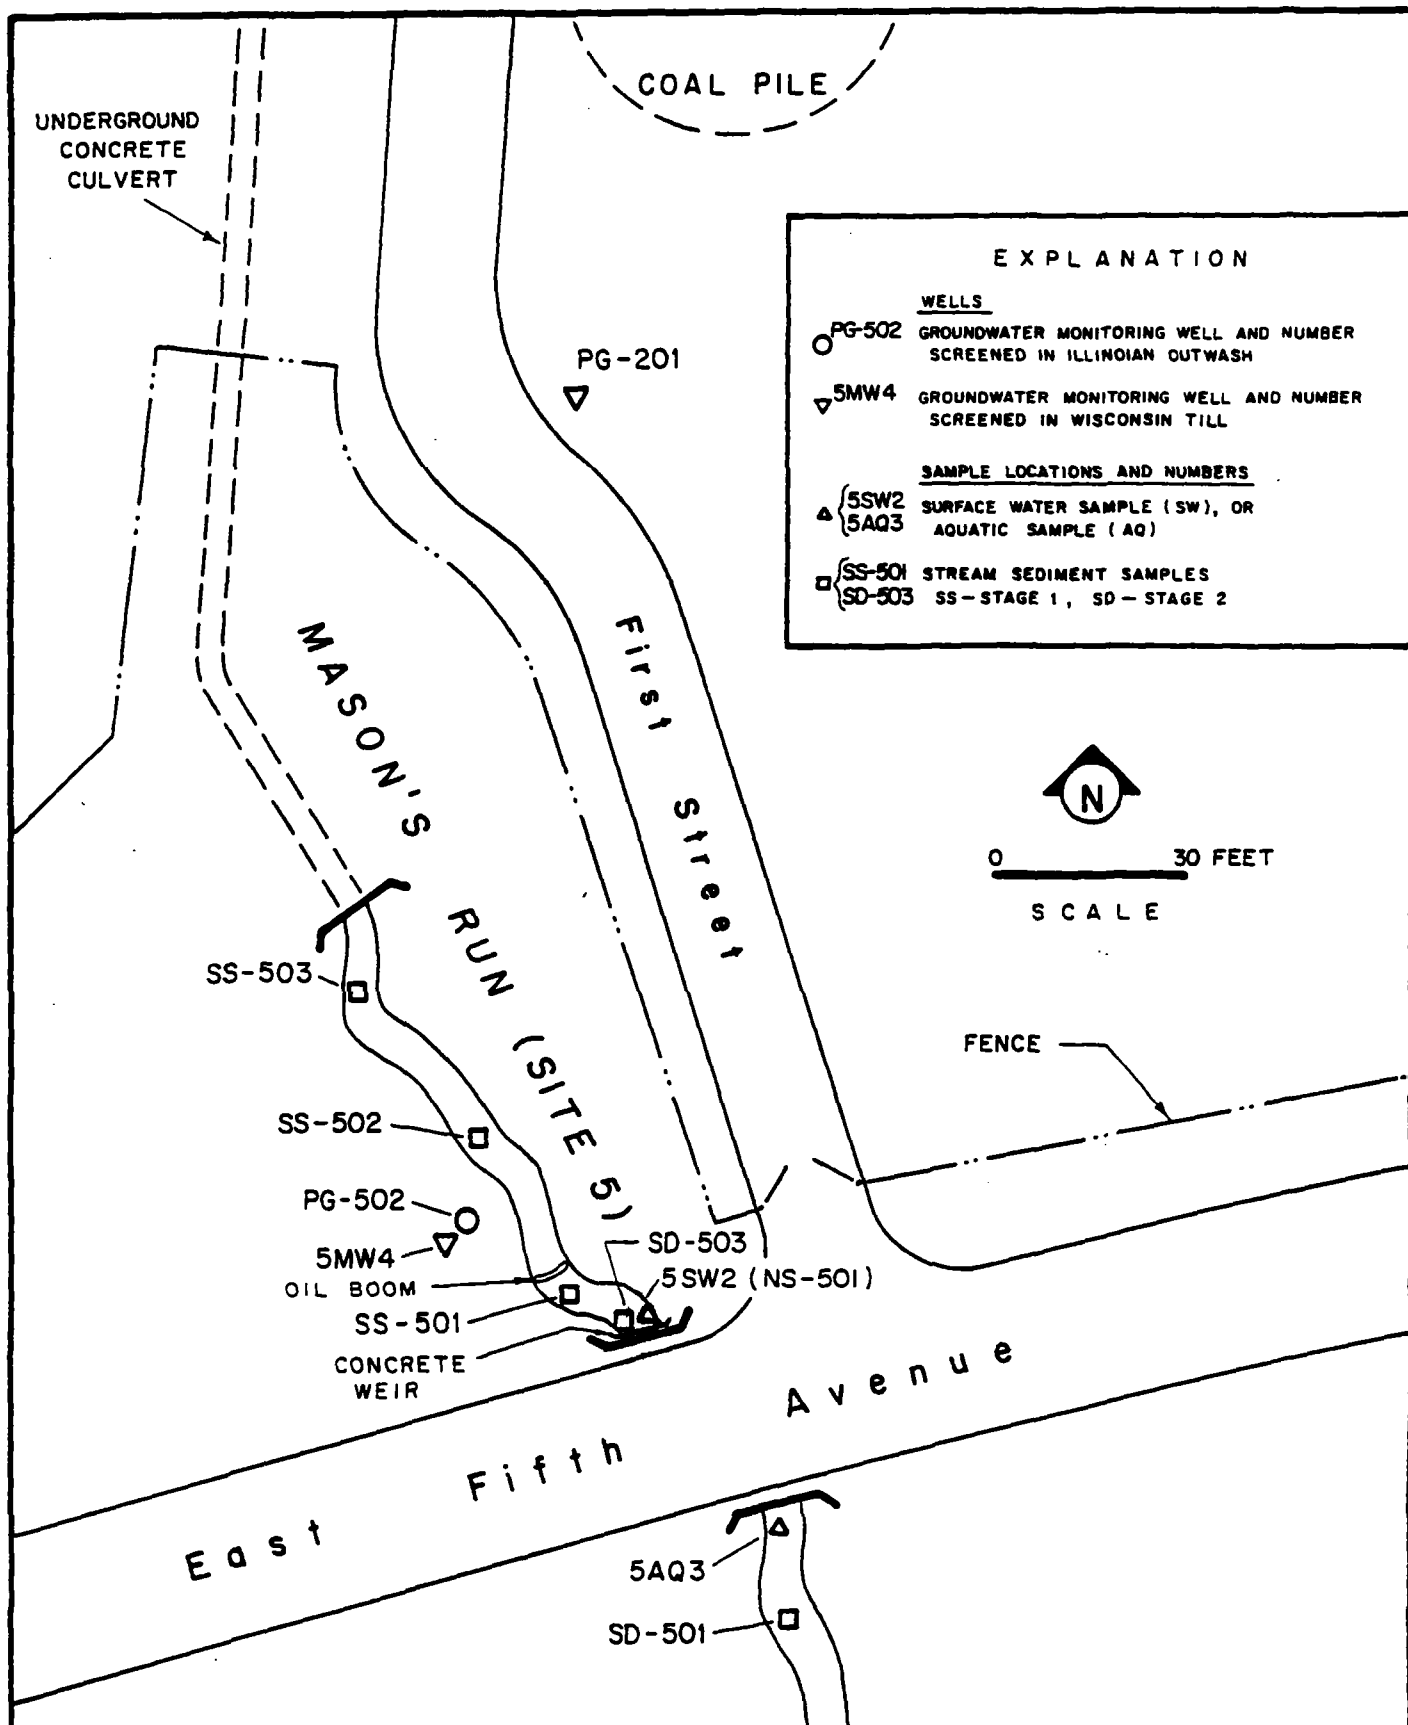 COAL PILE
UNDERGROUND
CONCRETE
CULVERT
EXPLANATION
WELLS
PG-502 GROUNDWATER MONITORING WELL AND NUMBER
SCREENED IN ILLINOIAN OUTWASH
5MW4 GROUNDWATER MONITORING WELL AND NUMBER
SCREENED IN WISCONSIN TILL
SAMPLE LOCATIONS AND NUMBERS
5SW2 SURFACE WATER SAMPLE (SW), OR
5AQ3 AQUATIC SAMPLE (AQ)
SS-501 STREAM SEDIMENT SAMPLES
SD-503 SS-STAGE 1, SD-STAGE 2
PG-201
First Street
MASON'S RUN (SITE 5)
N
0 30 FEET
SCALE
SS-503
FENCE
SS-502
PG-502
5MW4
SD-503
OIL BOOM
5SW2 (NS-501)
SS-501
CONCRETE
WEIR
East Fifth Avenue
5AQ3
SD-501